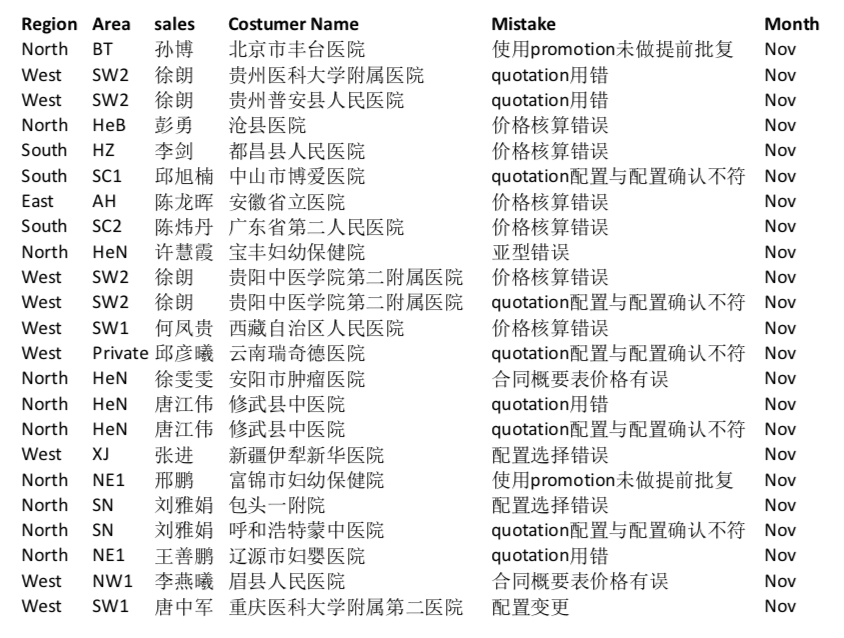 Region Area sales Costumer Name Mistake Month
North BT 孙博 北京市丰台医院 使用promotion未做提前批复 Nov
West SW2 徐朗 贵州医科大学附属医院 quotation用错 Nov
West SW2 徐朗 贵州普安县人民医院 quotation用错 Nov
North HeB 彭勇 沧县医院 价格核算错误 Nov
South HZ 李剑 都昌县人民医院 价格核算错误 Nov
South SC1 邱旭楠 中山市博爱医院 quotation配置与配置确认不符 Nov
East AH 陈龙晖 安徽省立医院 价格核算错误 Nov
South SC2 陈炜丹 广东省第二人民医院 价格核算错误 Nov
North HeN 许慧霞 宝丰妇幼保健院 亚型错误 Nov
West SW2 徐朗 贵阳中医学院第二附属医院 价格核算错误 Nov
West SW2 徐朗 贵阳中医学院第二附属医院 quotation配置与配置确认不符 Nov
West SW1 何凤贵 西藏自治区人民医院 价格核算错误 Nov
West Private 邱彦曦 云南瑞奇德医院 quotation配置与配置确认不符 Nov
North HeN 徐雯雯 安阳市肿瘤医院 合同概要表价格有误 Nov
North HeN 唐江伟 修武县中医院 quotation用错 Nov
North HeN 唐江伟 修武县中医院 quotation配置与配置确认不符 Nov
West XJ 张进 新疆伊犁新华医院 配置选择错误 Nov
North NE1 邢鹏 富锦市妇幼保健院 使用promotion未做提前批复 Nov
North SN 刘雅娟 包头一附院 配置选择错误 Nov
North SN 刘雅娟 呼和浩特蒙中医院 quotation配置与配置确认不符 Nov
North NE1 王善鹏 辽源市妇婴医院 quotation用错 Nov
West NW1 李燕曦 眉县人民医院 合同概要表价格有误 Nov
West SW1 唐中军 重庆医科大学附属第二医院 配置变更 Nov